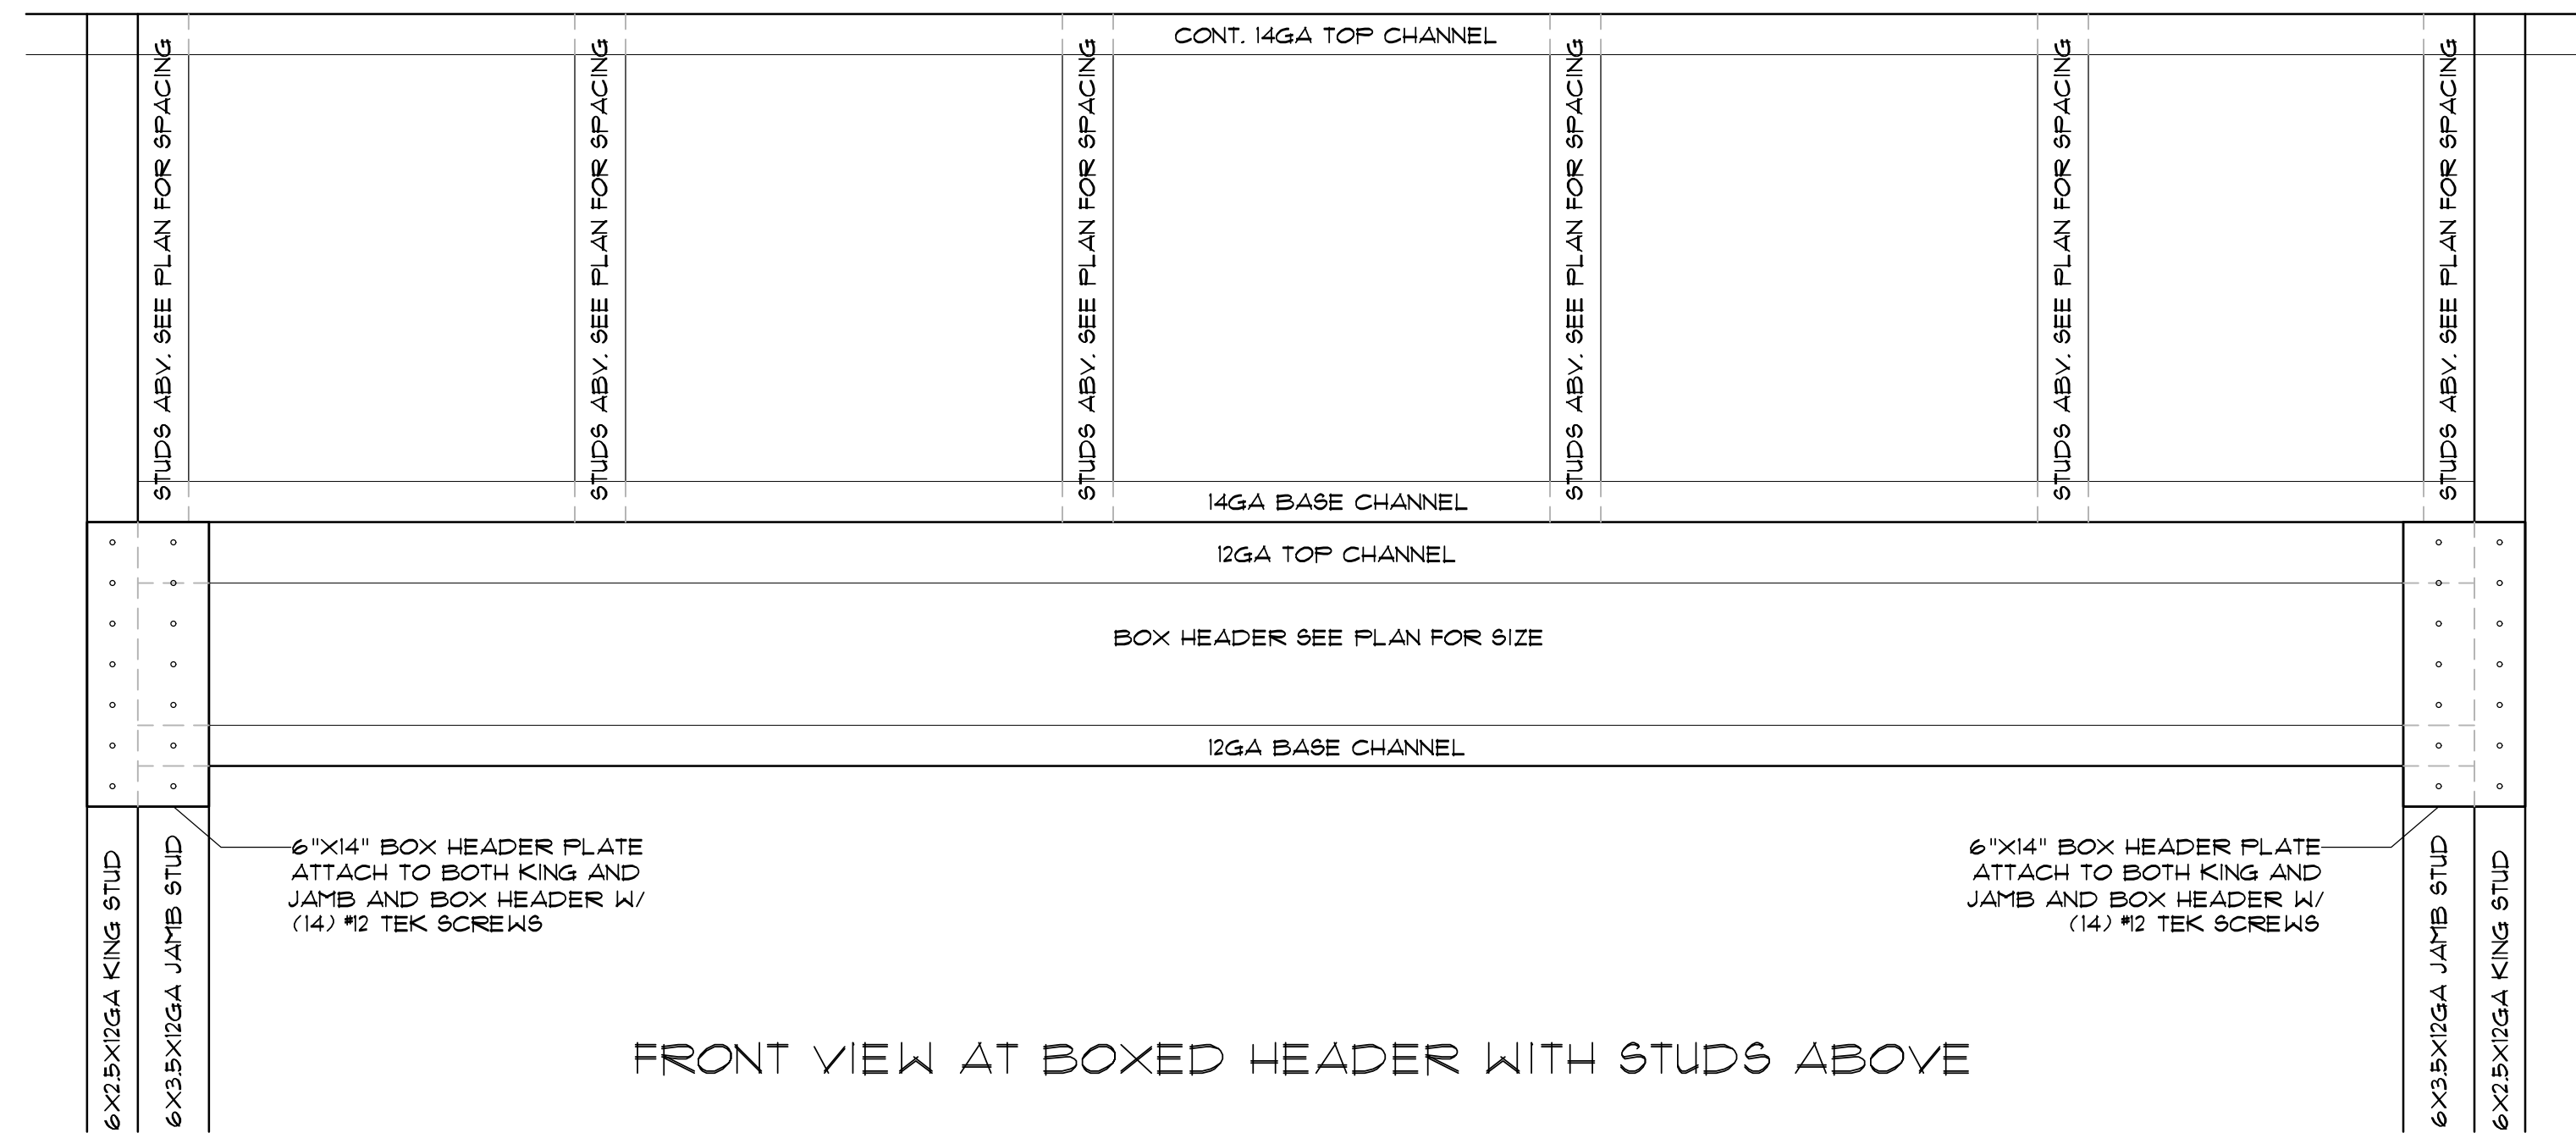 CONT. 14GA TOP CHANNEL
STUDS ABV. SEE PLAN FOR SPACING
STUDS ABV. SEE PLAN FOR SPACING
STUDS ABV. SEE PLAN FOR SPACING
STUDS ABV. SEE PLAN FOR SPACING
STUDS ABV. SEE PLAN FOR SPACING
STUDS ABV. SEE PLAN FOR SPACING
14GA BASE CHANNEL
12GA TOP CHANNEL
BOX HEADER SEE PLAN FOR SIZE
12GA BASE CHANNEL
6X2.5X12GA KING STUD
6X3.5X12GA JAMB STUD
6"X14" BOX HEADER PLATE
ATTACH TO BOTH KING AND
JAMB AND BOX HEADER W/
(14) #12 TEK SCREWS
6"X14" BOX HEADER PLATE
ATTACH TO BOTH KING AND
JAMB AND BOX HEADER W/
(14) #12 TEK SCREWS
6X3.5X12GA JAMB STUD
6X2.5X12GA KING STUD
FRONT VIEW AT BOXED HEADER WITH STUDS ABOVE